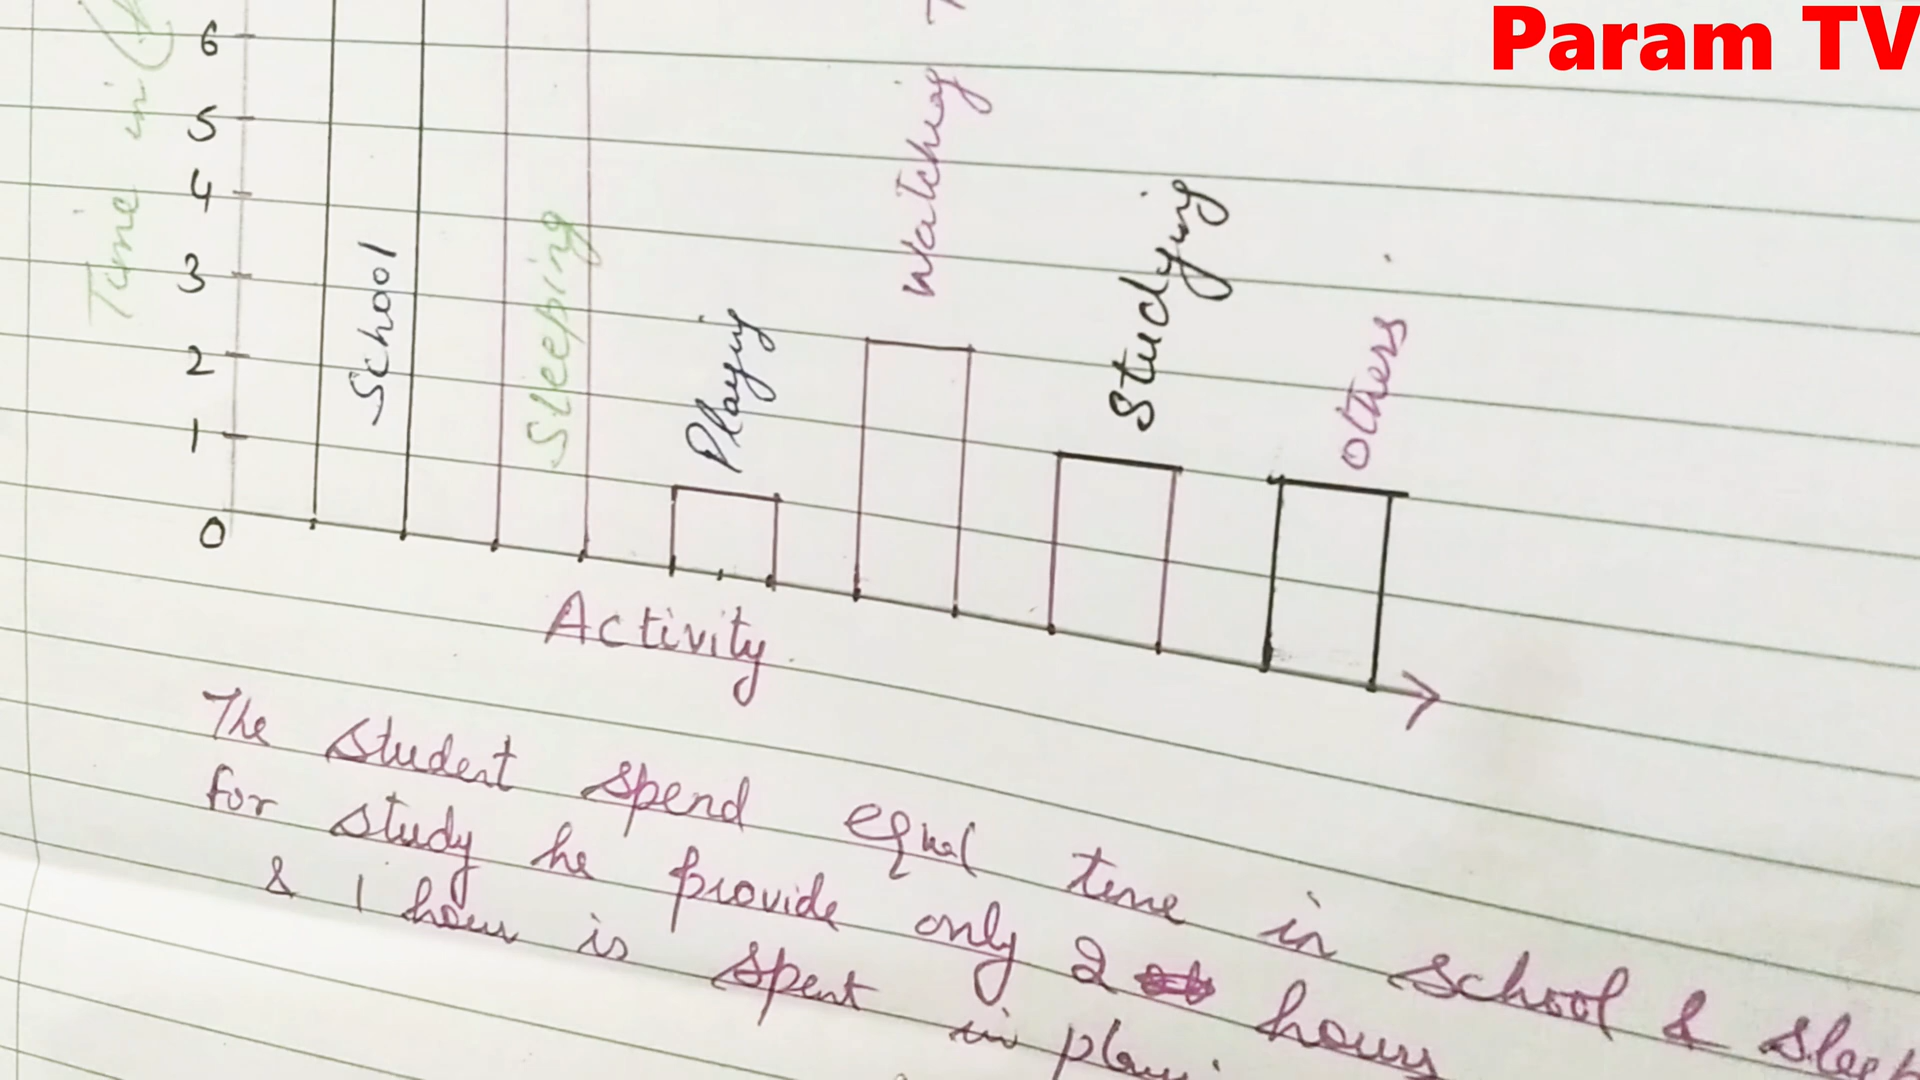 Param TV
Time in
6
5
4
3
2
1
0
School
Sleeping
Playing
Watching
Studying
others
Activity
The student spend equal time in school & sleep
for study he provide only 2 hours
& 1 hour is spent in play